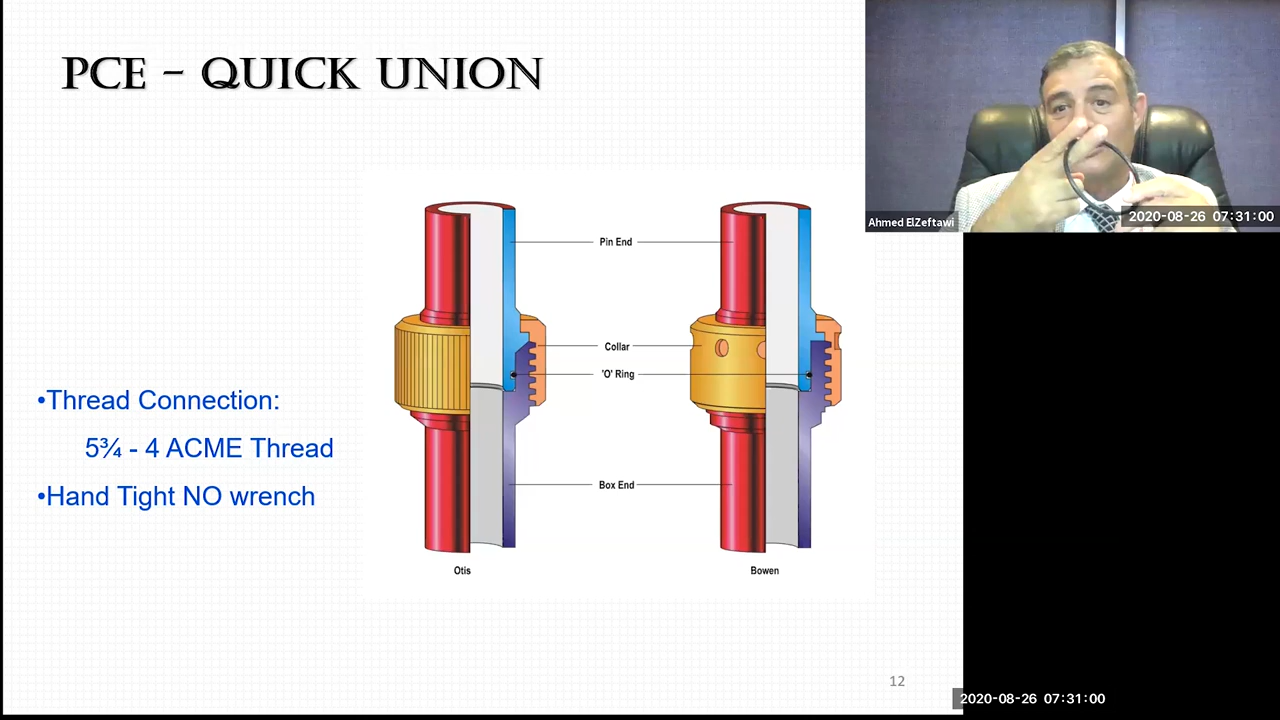 PCE – QUICK UNION
Ahmed ElZeftawi
2020-08-26 07:31:00
Pin End
Collar
'O' Ring
•Thread Connection:
5¾ - 4 ACME Thread
•Hand Tight NO wrench
Box End
Otis
Bowen
12
2020-08-26 07:31:00